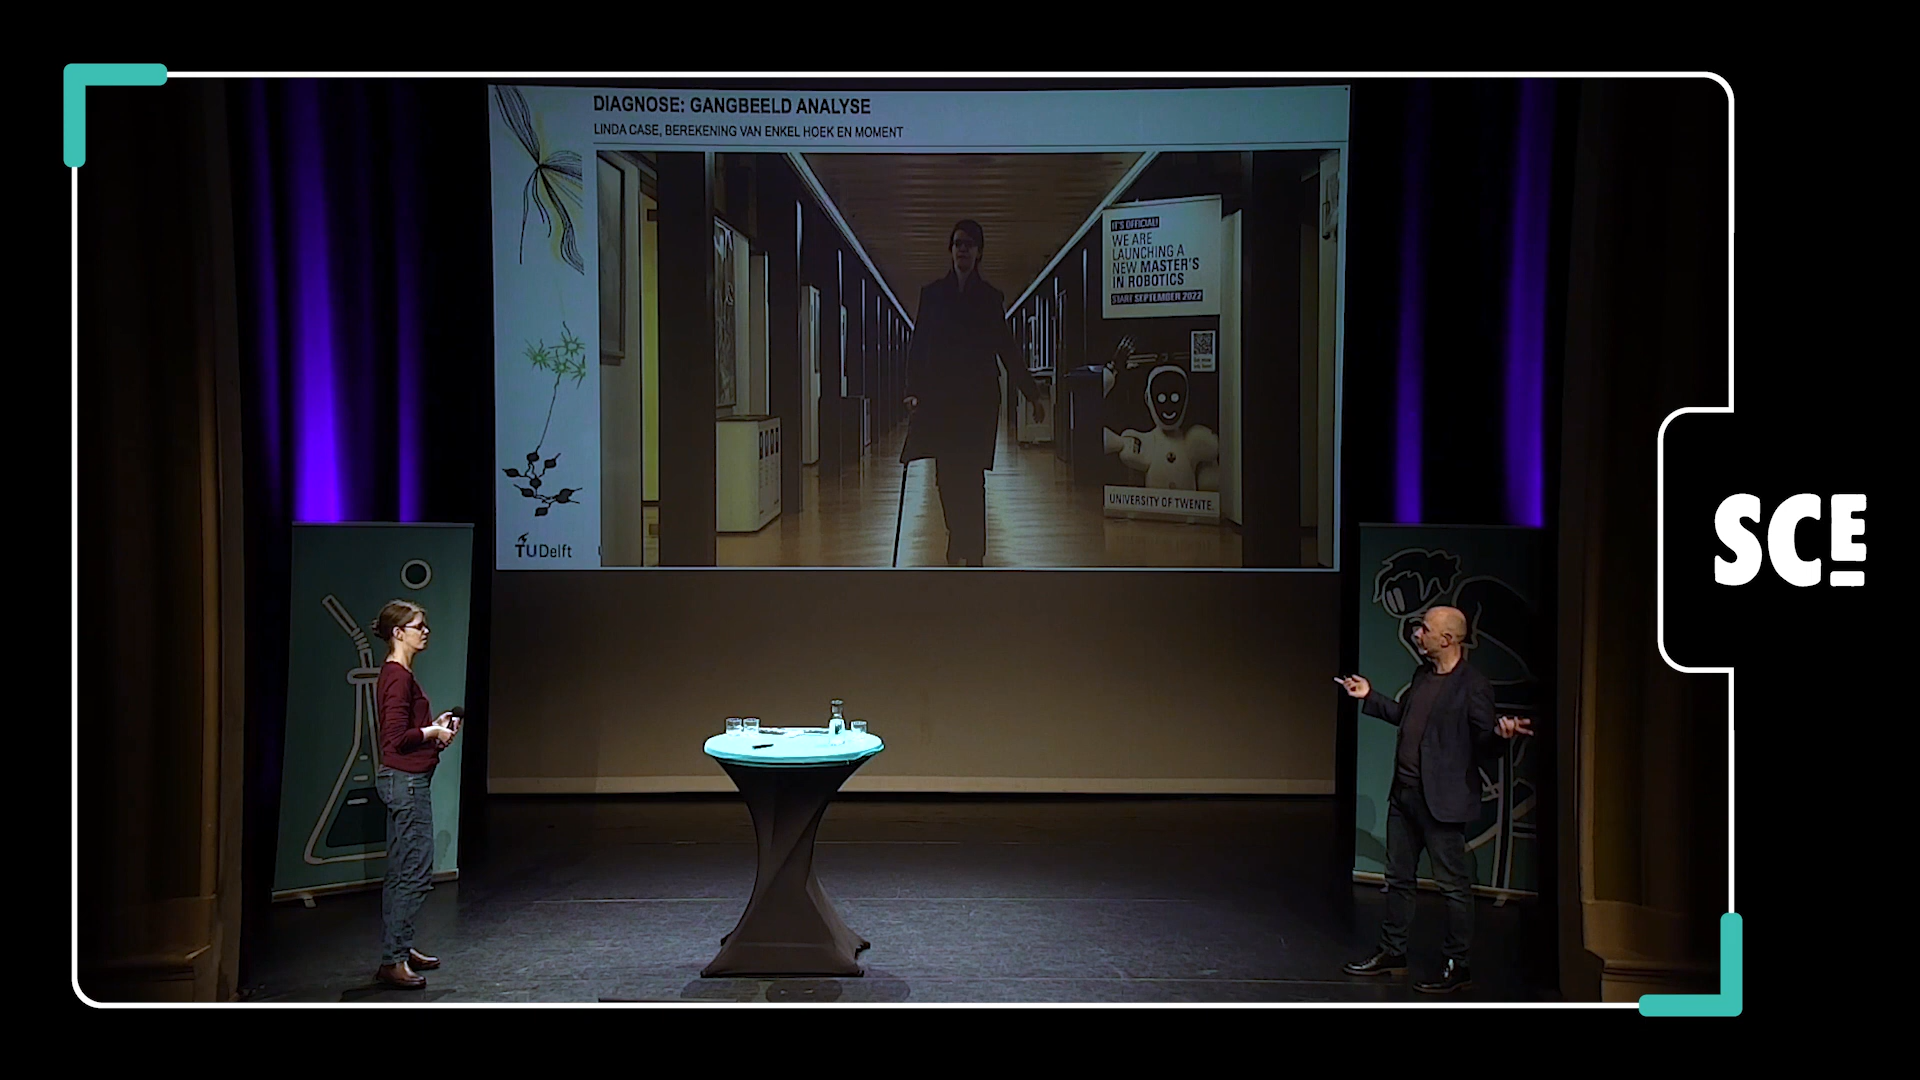 DIAGNOSE: GANGBEELD ANALYSE
LINDA CASE, BEREKENING VAN ENKEL HOEK EN MOMENT
IT'S OFFICIAL!
WE ARE
LAUNCHING A
NEW MASTER'S
IN ROBOTICS
START SEPTEMBER 2022
UNIVERSITY OF TWENTE.
TUDelft
SCE